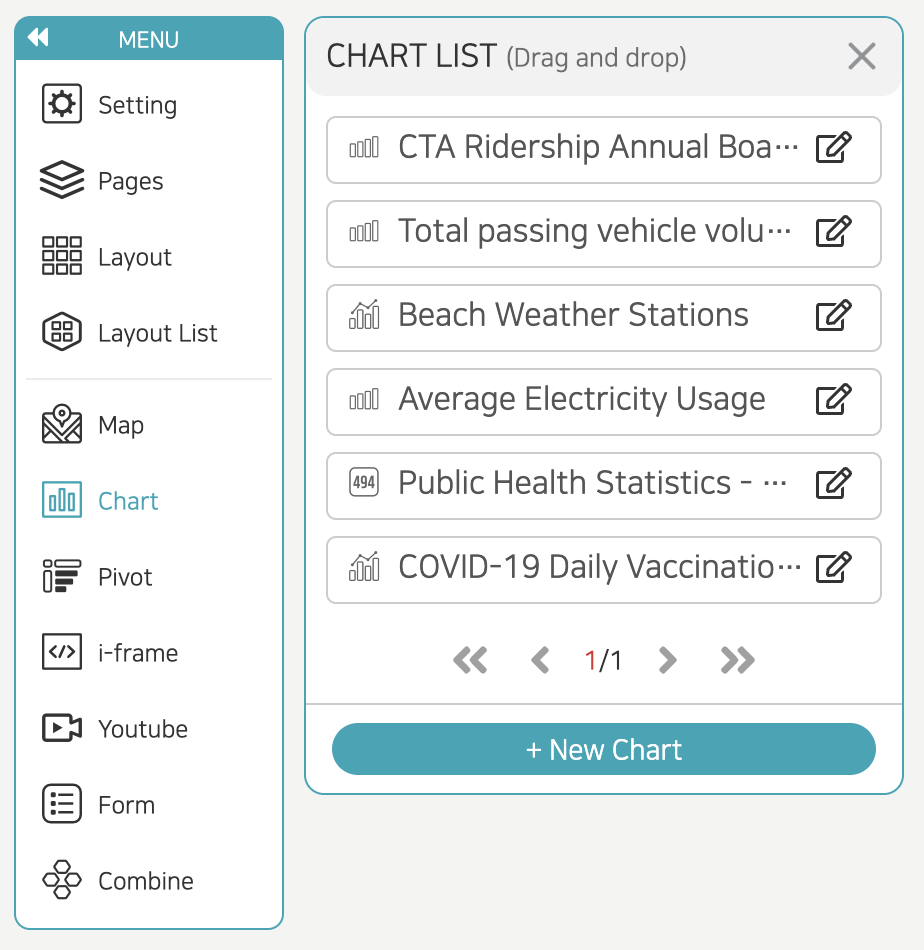 MENU
Setting
Pages
Layout
Layout List
Map
Chart
Pivot
i-frame
Youtube
Form
Combine
CHART LIST (Drag and drop)
CTA Ridership Annual Boa···
Total passing vehicle volu···
Beach Weather Stations
Average Electricity Usage
494 Public Health Statistics - ···
COVID-19 Daily Vaccinatio···
1/1
+ New Chart